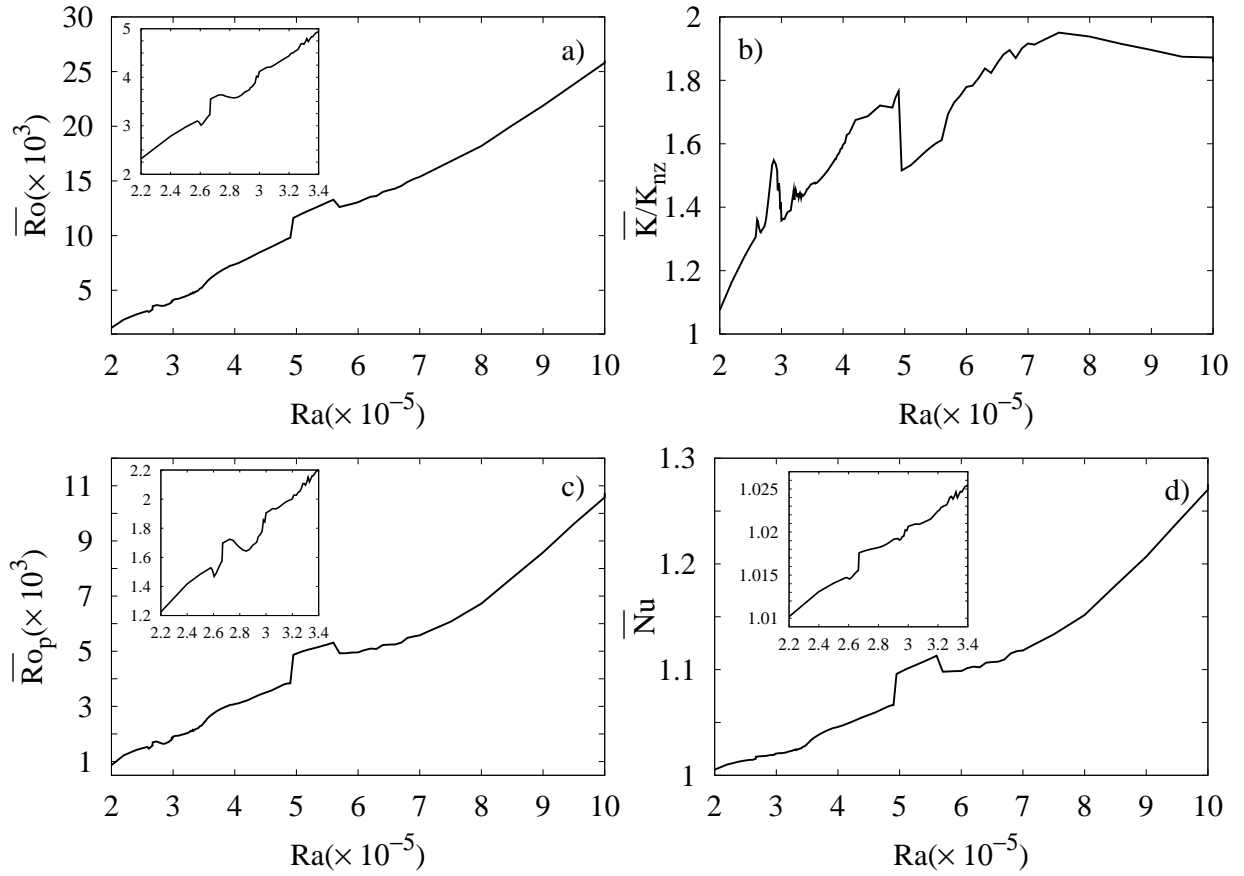 a)
30
25
20
15
10
5
2 3 4 5 6 7 8 9 10
Ro(× 10³)
Ra(× 10⁻⁵)
5
4
3
2
2.2 2.4 2.6 2.8 3 3.2 3.4
b)
2
1.8
1.6
1.4
1.2
1
2 3 4 5 6 7 8 9 10
K/Kₙ𝓏
Ra(× 10⁻⁵)
c)
11
9
7
5
3
1
2 3 4 5 6 7 8 9 10
Roₚ(× 10³)
Ra(× 10⁻⁵)
2.2
2
1.8
1.6
1.4
1.2
2.2 2.4 2.6 2.8 3 3.2 3.4
d)
1.3
1.2
1.1
1
2 3 4 5 6 7 8 9 10
Nu
Ra(× 10⁻⁵)
1.025
1.02
1.015
1.01
2.2 2.4 2.6 2.8 3 3.2 3.4